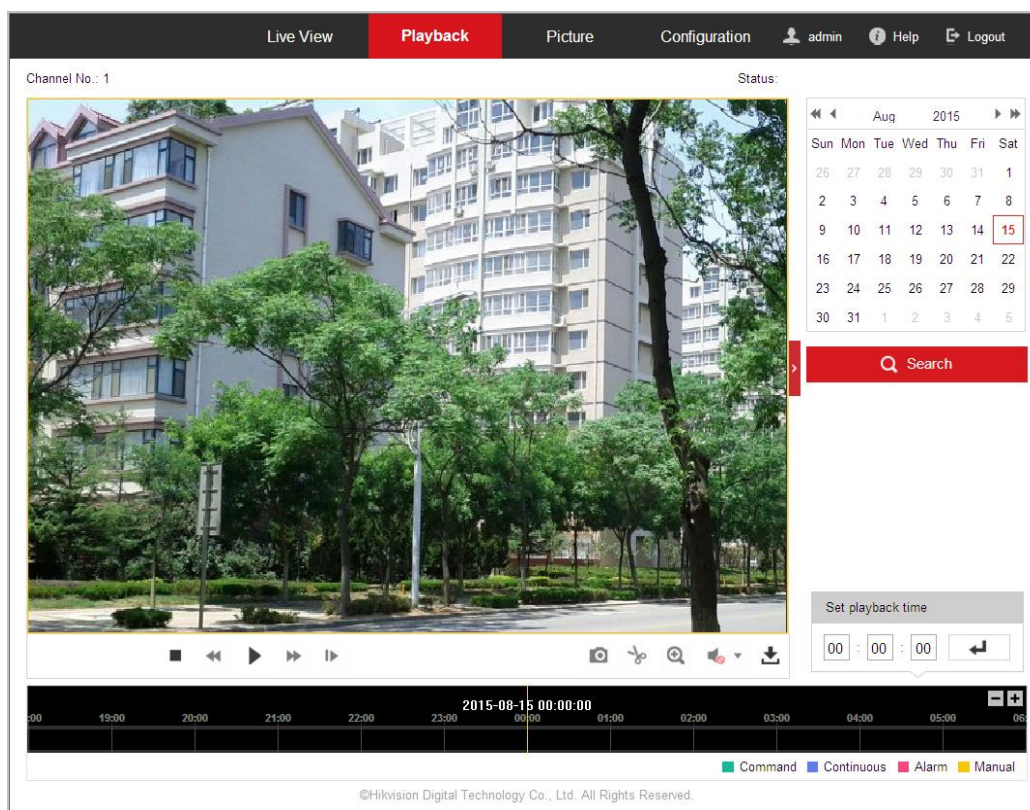 Live View Playback Picture Configuration admin Help Logout
Channel No.: 1 Status:
Aug 2015
Sun Mon Tue Wed Thu Fri Sat
26 27 28 29 30 31 1
2 3 4 5 6 7 8
9 10 11 12 13 14 15
16 17 18 19 20 21 22
23 24 25 26 27 28 29
30 31 1 2 3 4 5
Search
Set playback time
00 : 00 : 00
2015-08-15 00:00:00
:00 19:00 20:00 21:00 22:00 23:00 00:00 01:00 02:00 03:00 04:00 05:00 06:
Command Continuous Alarm Manual
©Hikvision Digital Technology Co., Ltd. All Rights Reserved.